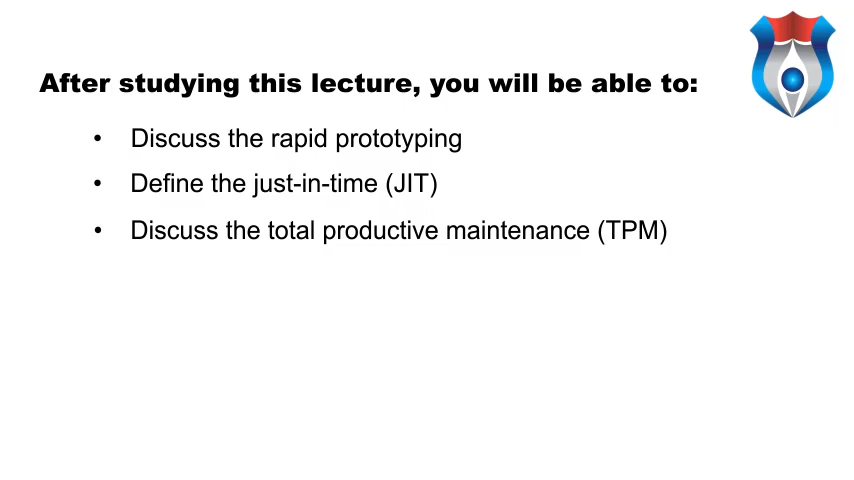 After studying this lecture, you will be able to:
• Discuss the rapid prototyping
• Define the just-in-time (JIT)
• Discuss the total productive maintenance (TPM)